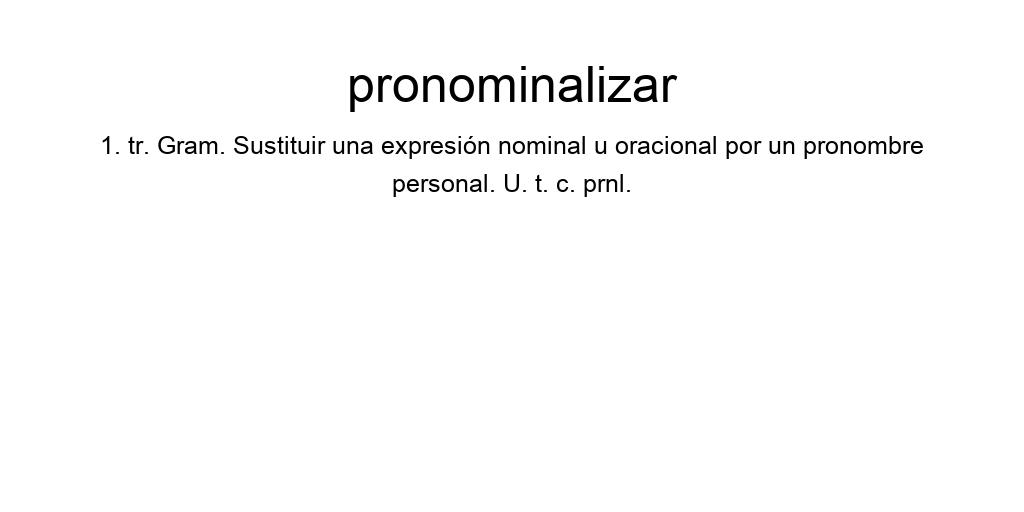 pronominalizar
1. tr. Gram. Sustituir una expresión nominal u oracional por un pronombre
personal. U. t. c. prnl.